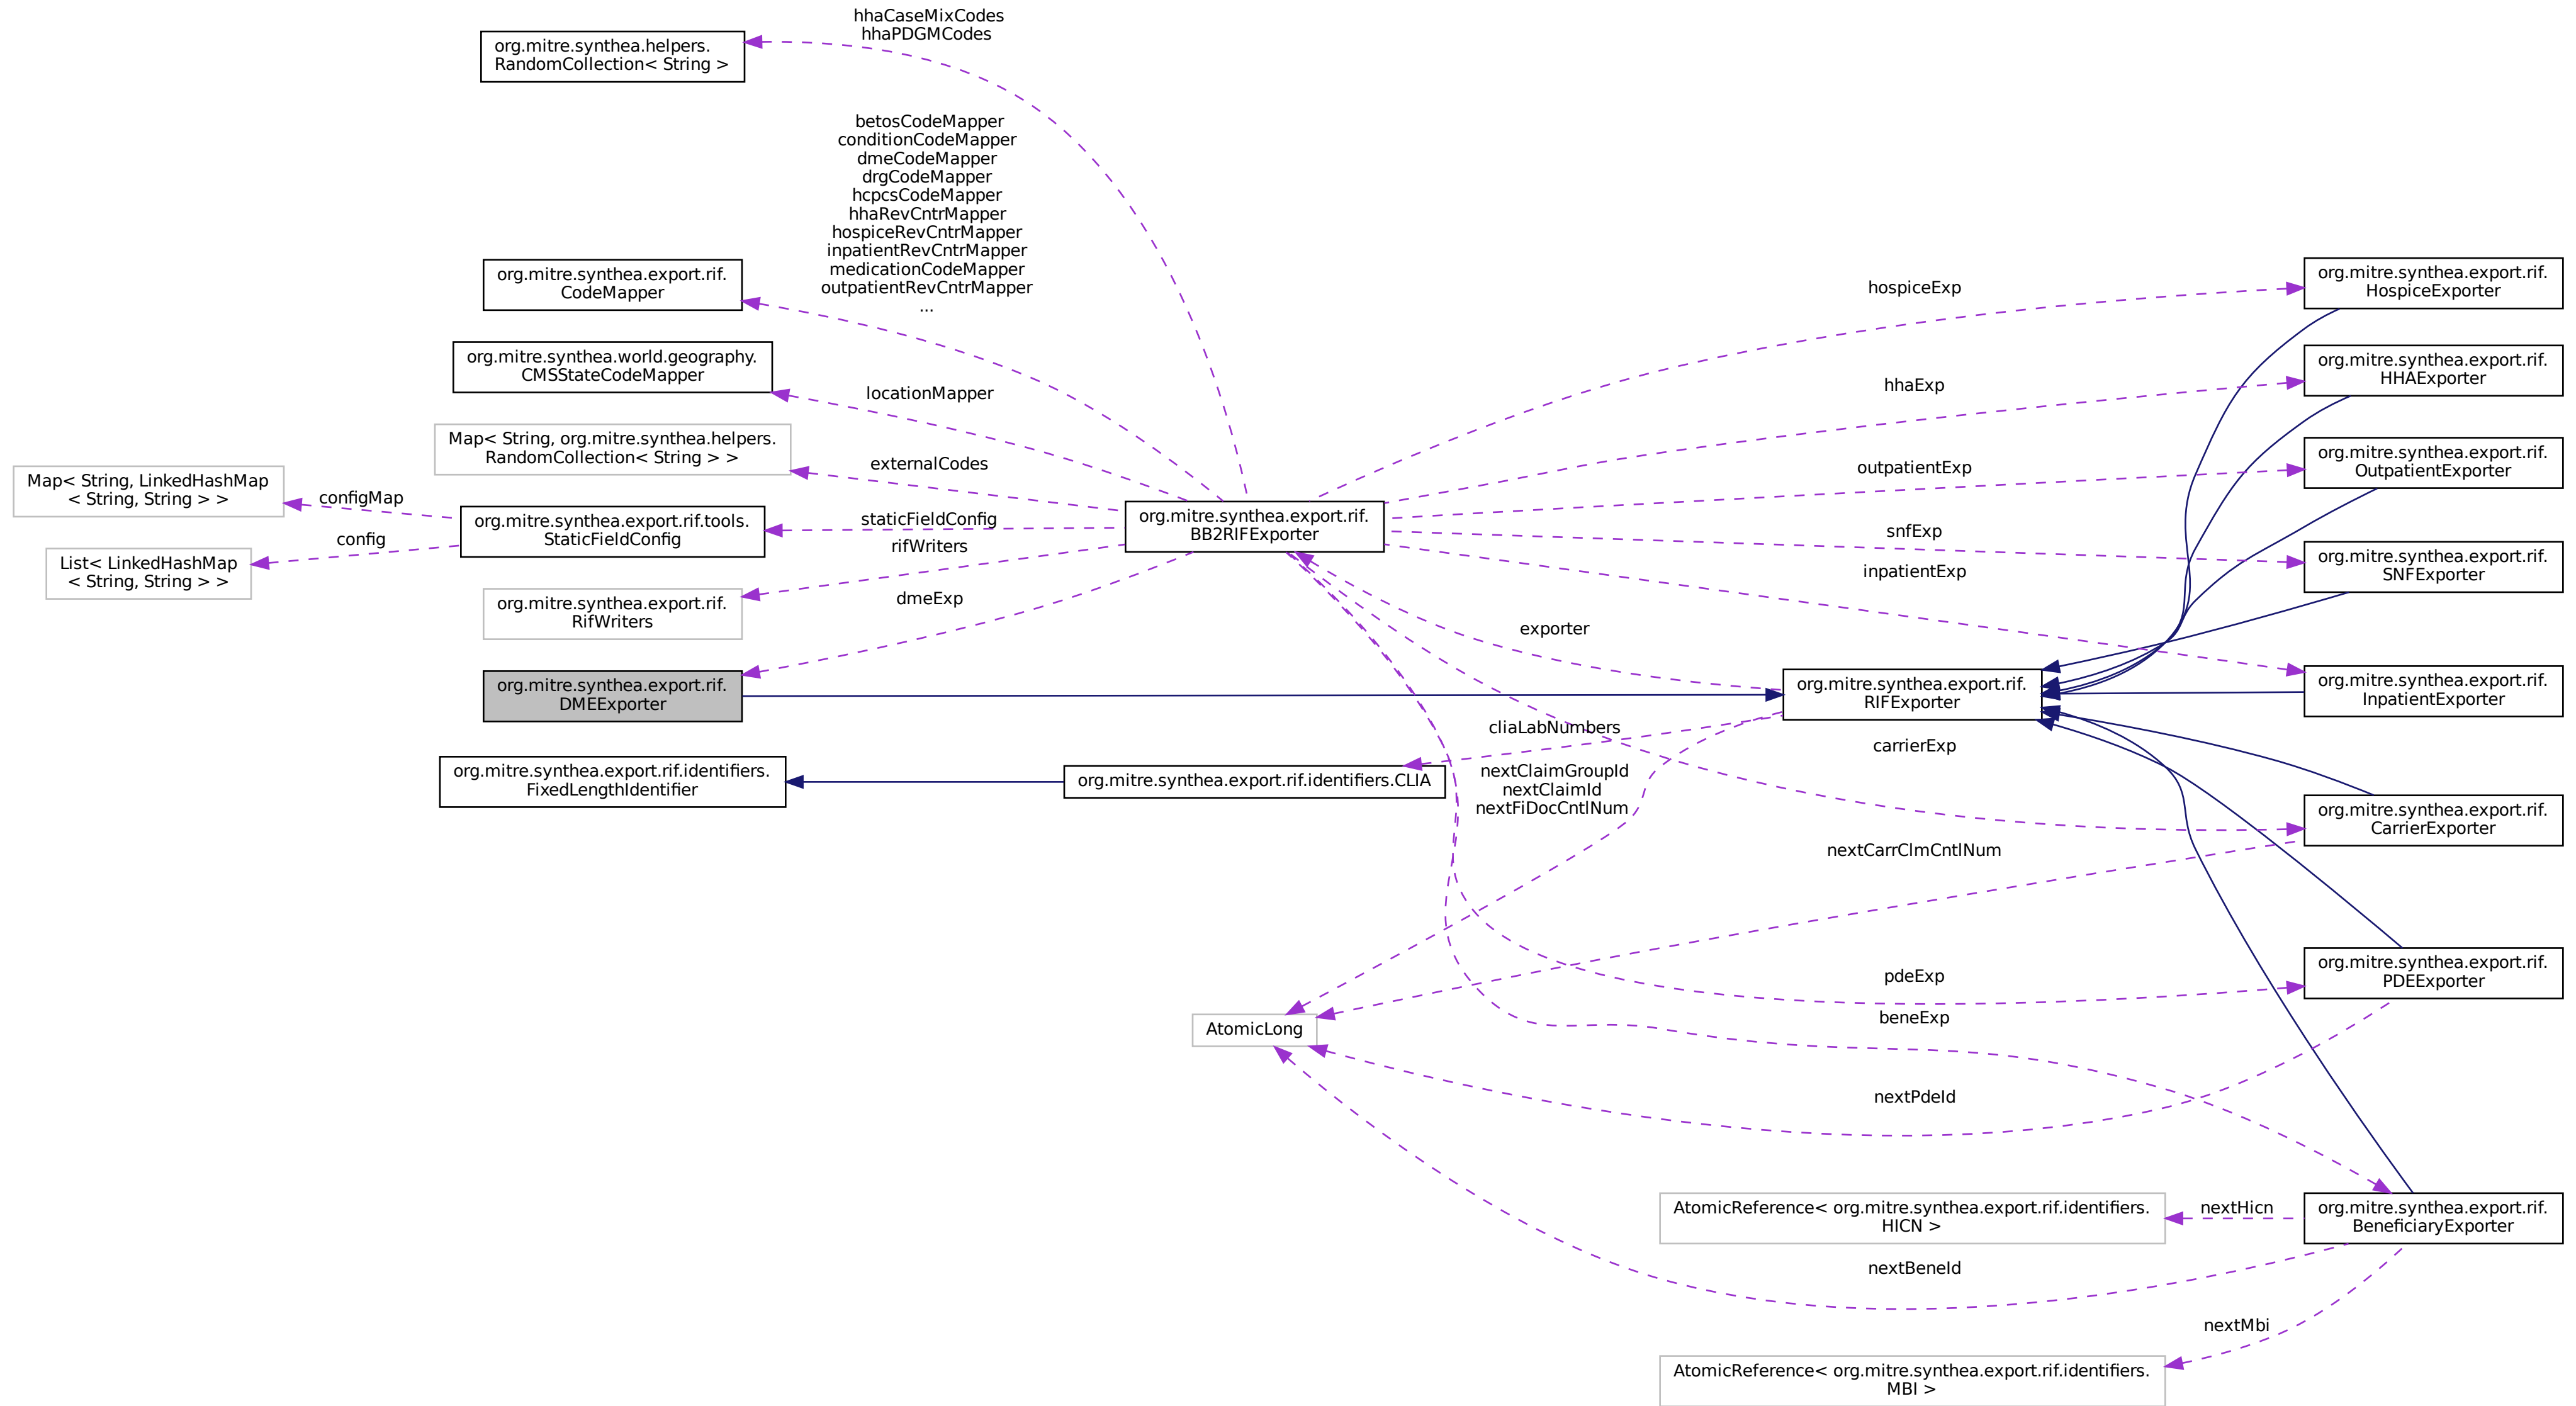 hhaCaseMixCodes
hhaPDGMCodes
org.mitre.synthea.helpers.
RandomCollection< String >
betosCodeMapper
conditionCodeMapper
dmeCodeMapper
drgCodeMapper
hcpcsCodeMapper
hhaRevCntrMapper
hospiceRevCntrMapper
inpatientRevCntrMapper
medicationCodeMapper
outpatientRevCntrMapper
...
org.mitre.synthea.export.rif.
CodeMapper
org.mitre.synthea.world.geography.
CMSStateCodeMapper
locationMapper
Map< String, org.mitre.synthea.helpers.
RandomCollection< String > >
externalCodes
Map< String, LinkedHashMap
< String, String > >
configMap
org.mitre.synthea.export.rif.tools.
StaticFieldConfig
staticFieldConfig
config
List< LinkedHashMap
< String, String > >
rifWriters
org.mitre.synthea.export.rif.
RifWriters
dmeExp
org.mitre.synthea.export.rif.
DMEExporter
org.mitre.synthea.export.rif.identifiers.
FixedLengthIdentifier
org.mitre.synthea.export.rif.identifiers.CLIA
org.mitre.synthea.export.rif.
BB2RIFExporter
hospiceExp
org.mitre.synthea.export.rif.
HospiceExporter
hhaExp
org.mitre.synthea.export.rif.
HHAExporter
outpatientExp
org.mitre.synthea.export.rif.
OutpatientExporter
snfExp
org.mitre.synthea.export.rif.
SNFExporter
inpatientExp
exporter
org.mitre.synthea.export.rif.
RIFExporter
org.mitre.synthea.export.rif.
InpatientExporter
cliaLabNumbers
carrierExp
nextClaimGroupId
nextClaimId
nextFiDocCntlNum
org.mitre.synthea.export.rif.
CarrierExporter
nextCarrClmCntlNum
pdeExp
org.mitre.synthea.export.rif.
PDEExporter
AtomicLong
beneExp
nextPdeId
AtomicReference< org.mitre.synthea.export.rif.identifiers.
HICN >
nextHicn
org.mitre.synthea.export.rif.
BeneficiaryExporter
nextBeneId
nextMbi
AtomicReference< org.mitre.synthea.export.rif.identifiers.
MBI >